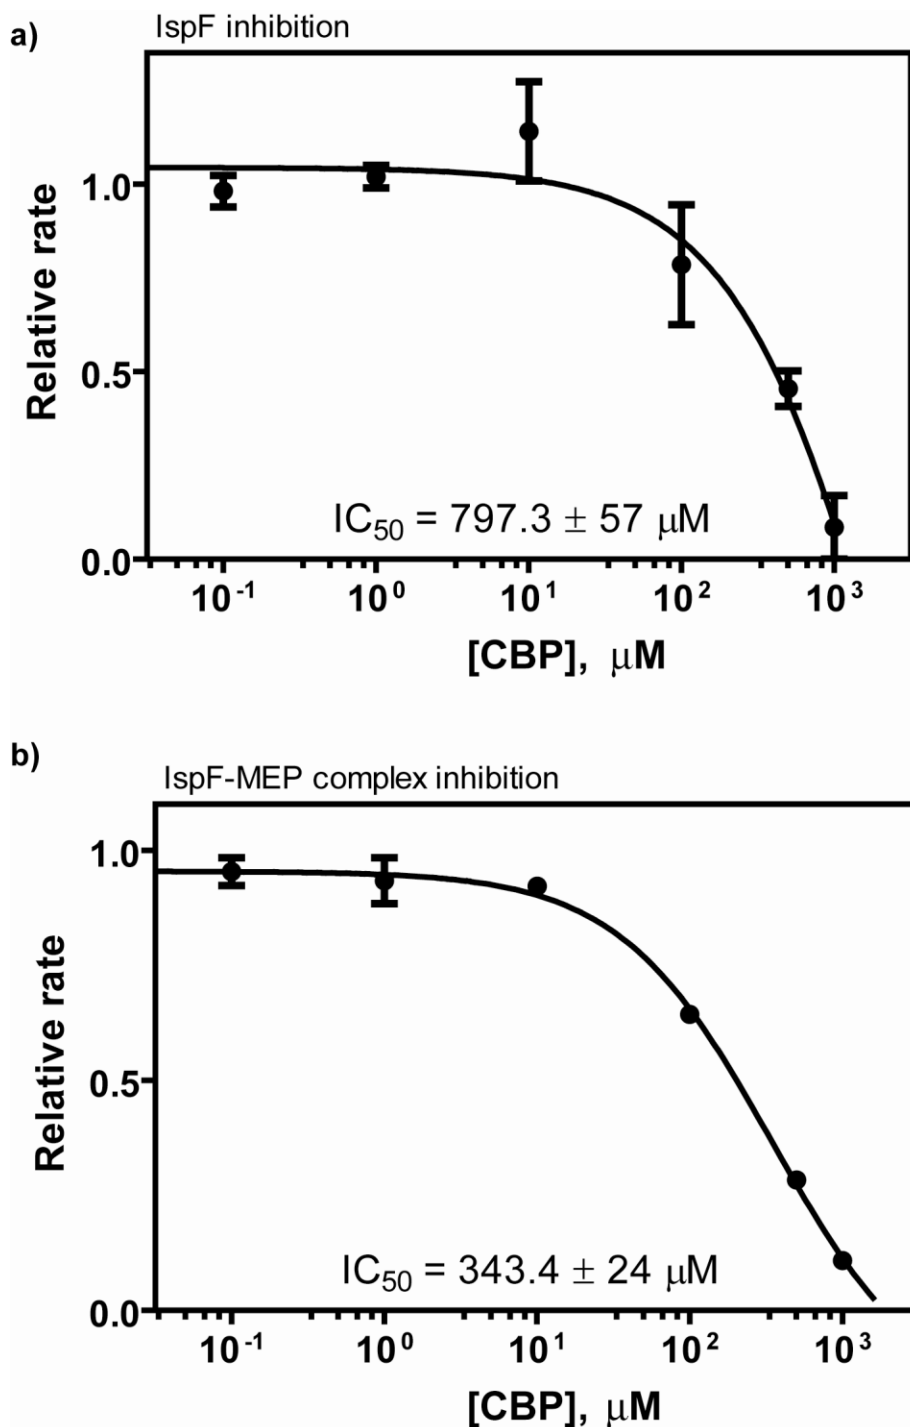 a)
IspF inhibition
Relative rate
1.0
0.5
0.0
IC₅₀ = 797.3 ± 57 μM
10⁻¹ 10⁰ 10¹ 10² 10³
[CBP], μM
b)
IspF-MEP complex inhibition
Relative rate
1.0
0.5
0.0
IC₅₀ = 343.4 ± 24 μM
10⁻¹ 10⁰ 10¹ 10² 10³
[CBP], μM